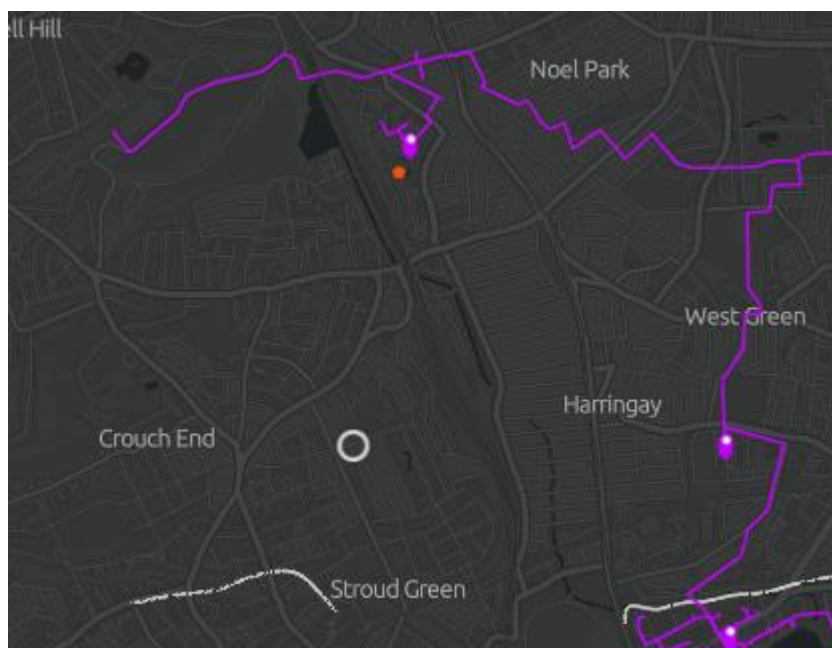 ell Hill
Noel Park
West Green
Harringay
Crouch End
Stroud Green